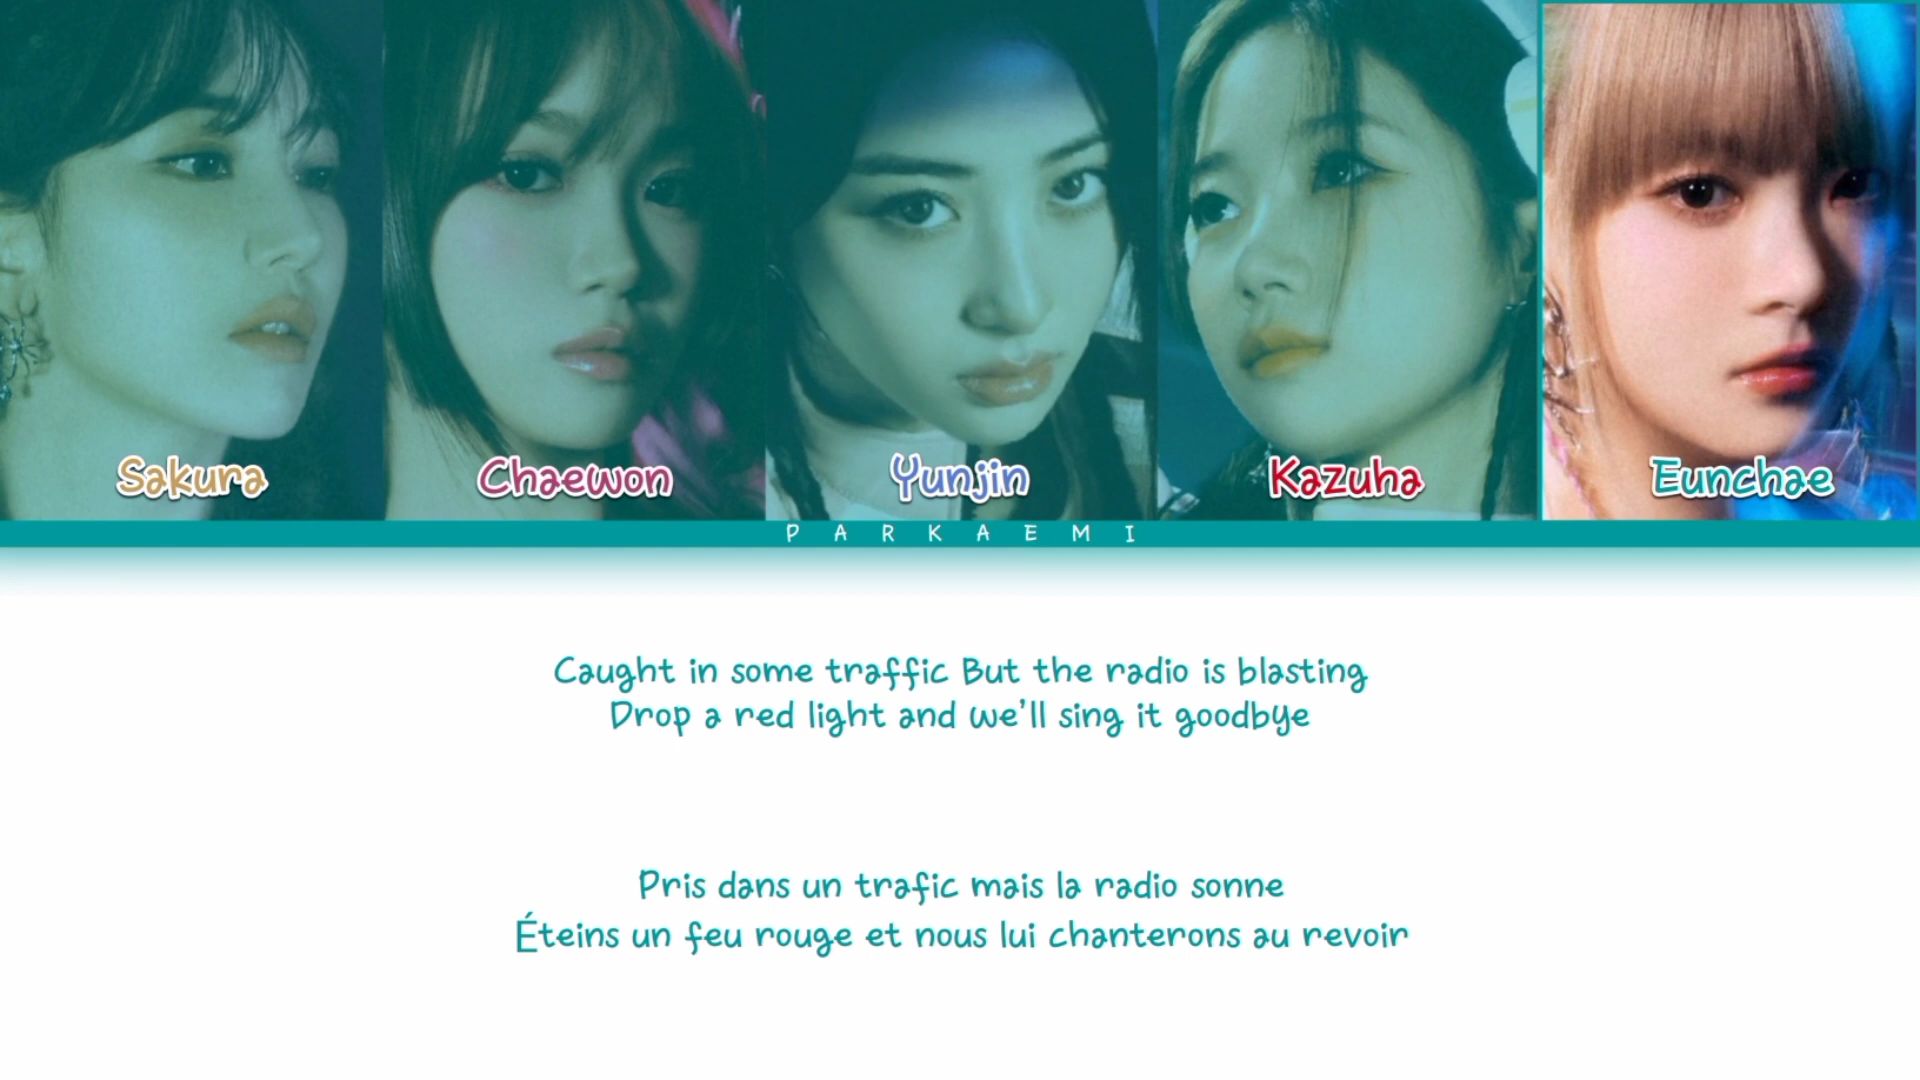 Sakura
Chaewon
Yunjin
Kazuha
Eunchae
PARKAEMI
Caught in some traffic But the radio is blasting
Drop a red light and we'll sing it goodbye
Pris dans un trafic mais la radio sonne
Éteins un feu rouge et nous lui chanterons au revoir